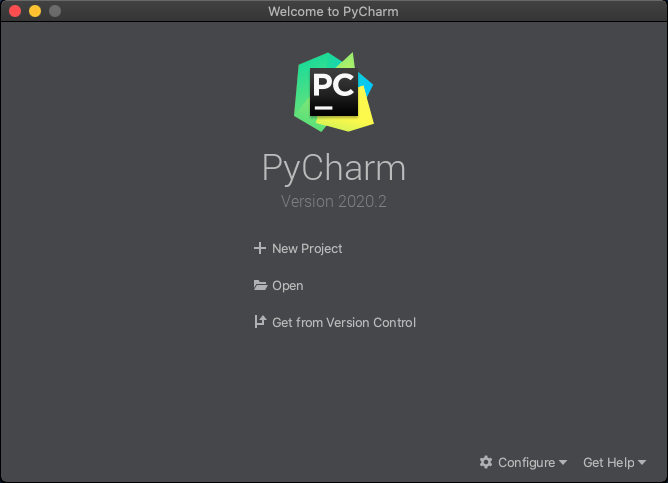 Welcome to PyCharm
PC
PyCharm
Version 2020.2
New Project
Open
Get from Version Control
Configure
Get Help